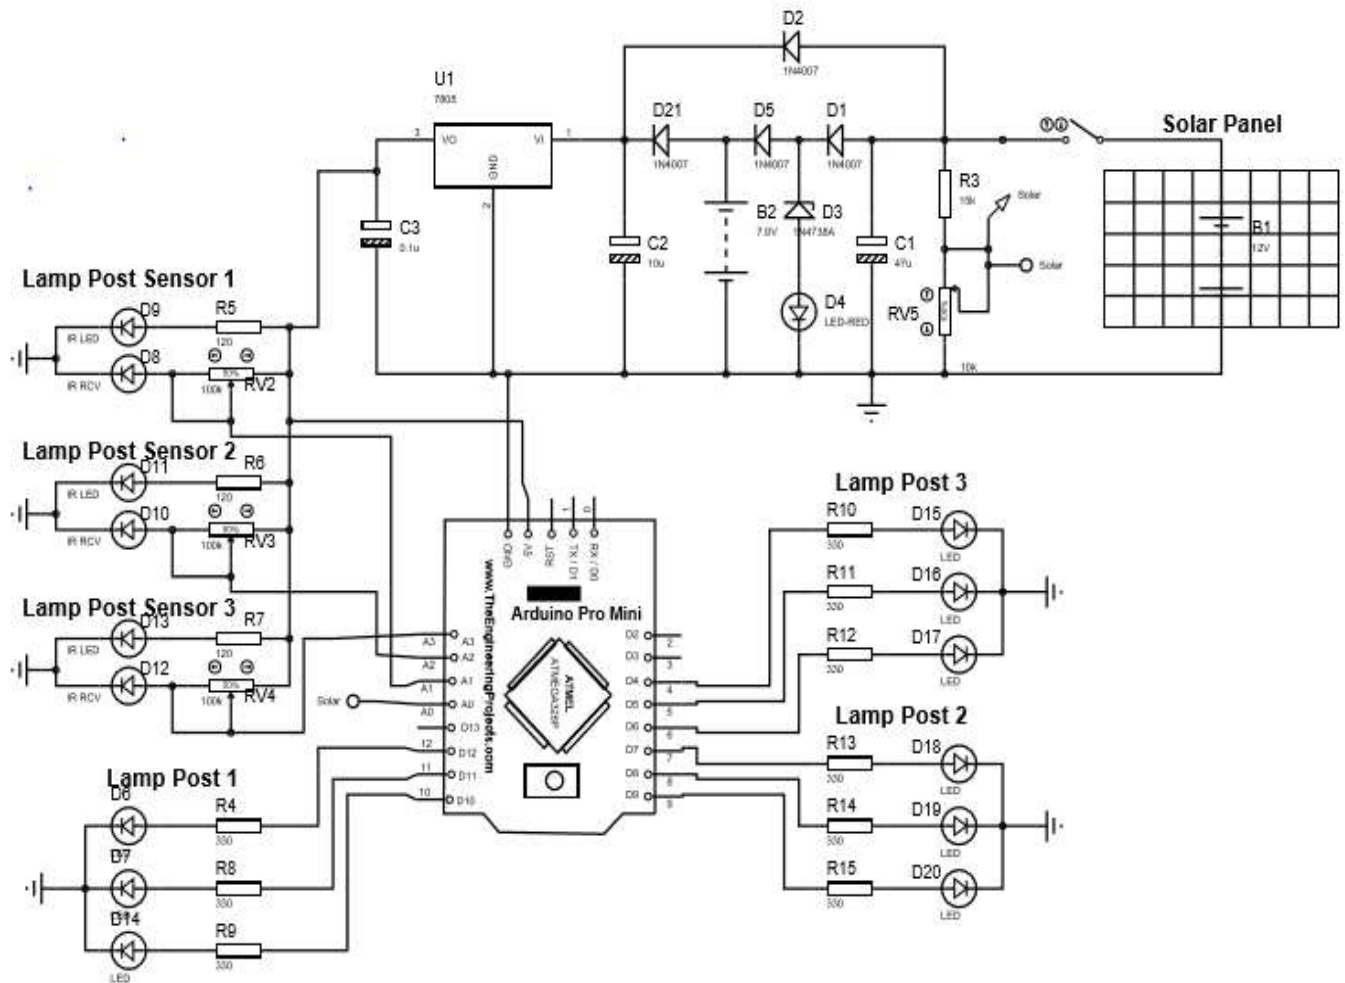 D2
1N4007
U1
7805
VO
VI
GND
3
1
2
D21
1N4007
D5
1N4007
D1
1N4007
Solar Panel
R3
Solar
Solar
B1
12V
C3
0.1u
C2
10u
B2
D3
1N4738A
C1
47u
D4
LED-RED
RV5
10k
Lamp Post Sensor 1
D9
R5
IR LED
120
D8
IR RCV
100k
RV2
Lamp Post Sensor 2
D11
R6
IR LED
120
D10
IR RCV
100k
RV3
Lamp Post Sensor 3
D13
R7
IR LED
120
D12
IR RCV
100k
RV4
Solar
GND
5V
RST
TX / D1
1
RX / D0
0
www.TheEngineeringProjects.com
Arduino Pro Mini
ATMEL
ATMEGA328P
A3
A3
A2
A2
A1
A1
A0
A0
D13
12
D12
11
D11
10
D10
D2
2
D3
3
D4
4
D5
5
D6
6
D7
7
D8
8
D9
9
Lamp Post 3
R10
D15
330
LED
R11
D16
330
LED
R12
D17
330
LED
Lamp Post 2
R13
D18
330
LED
R14
D19
330
LED
R15
D20
330
LED
Lamp Post 1
D6
R4
330
D7
R8
330
D14
R9
LED
330